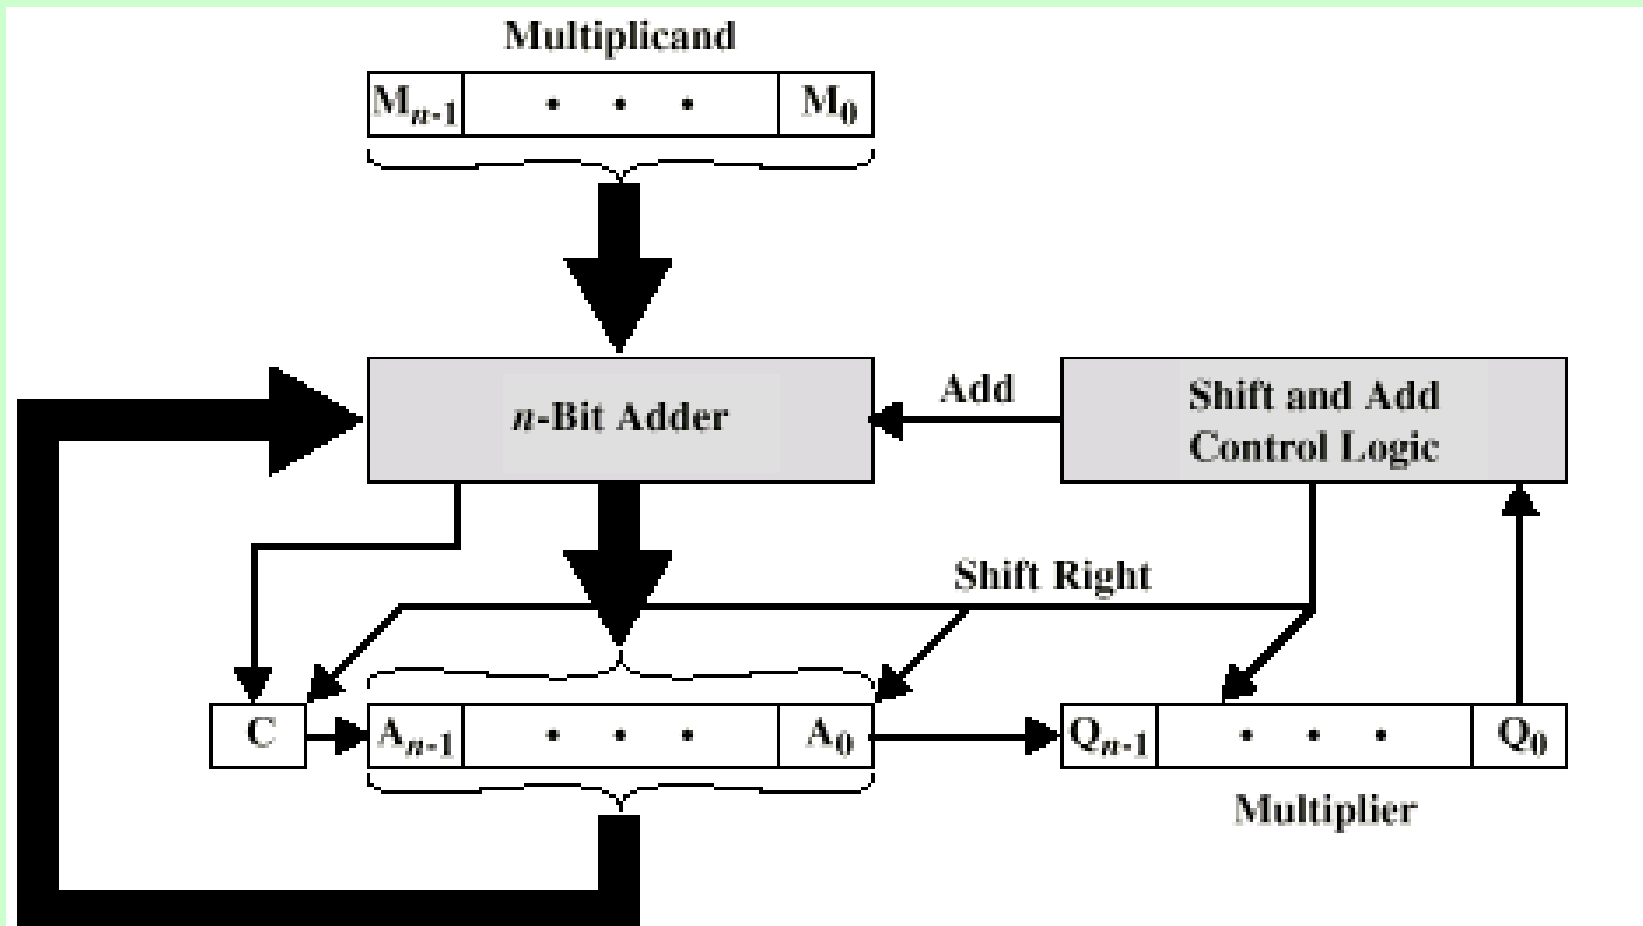 Multiplicand
Mn-1 • • • M0
n-Bit Adder
Add
Shift and Add
Control Logic
Shift Right
C
An-1 • • • A0
Qn-1 • • • Q0
Multiplier